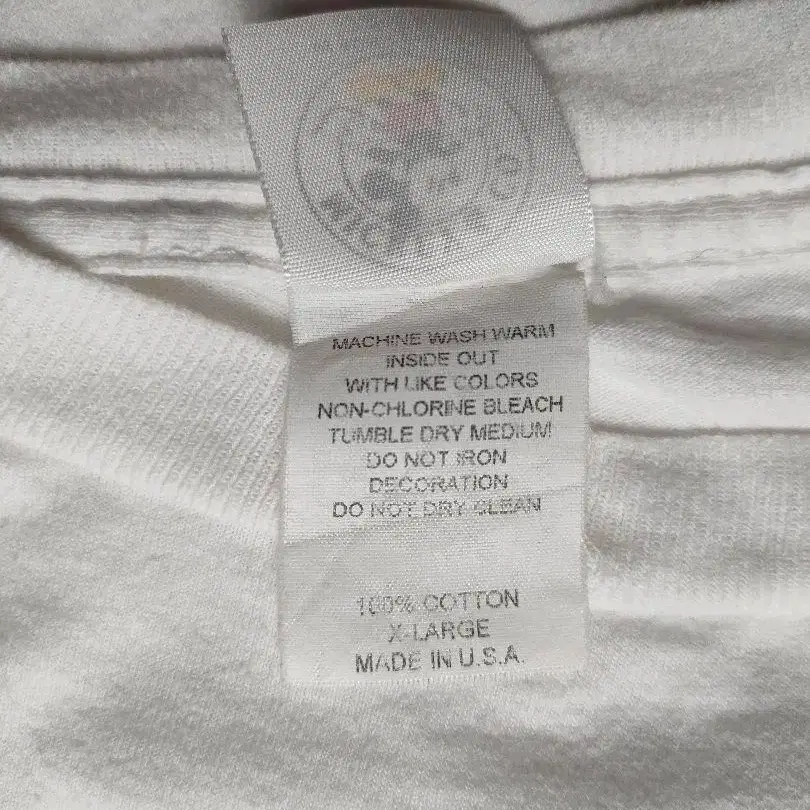 MACHINE WASH WARM
INSIDE OUT
WITH LIKE COLORS
NON-CHLORINE BLEACH
TUMBLE DRY MEDIUM
DO NOT IRON
DECORATION
DO NOT DRY CLEAN
100% COTTON
X-LARGE
MADE IN U.S.A.